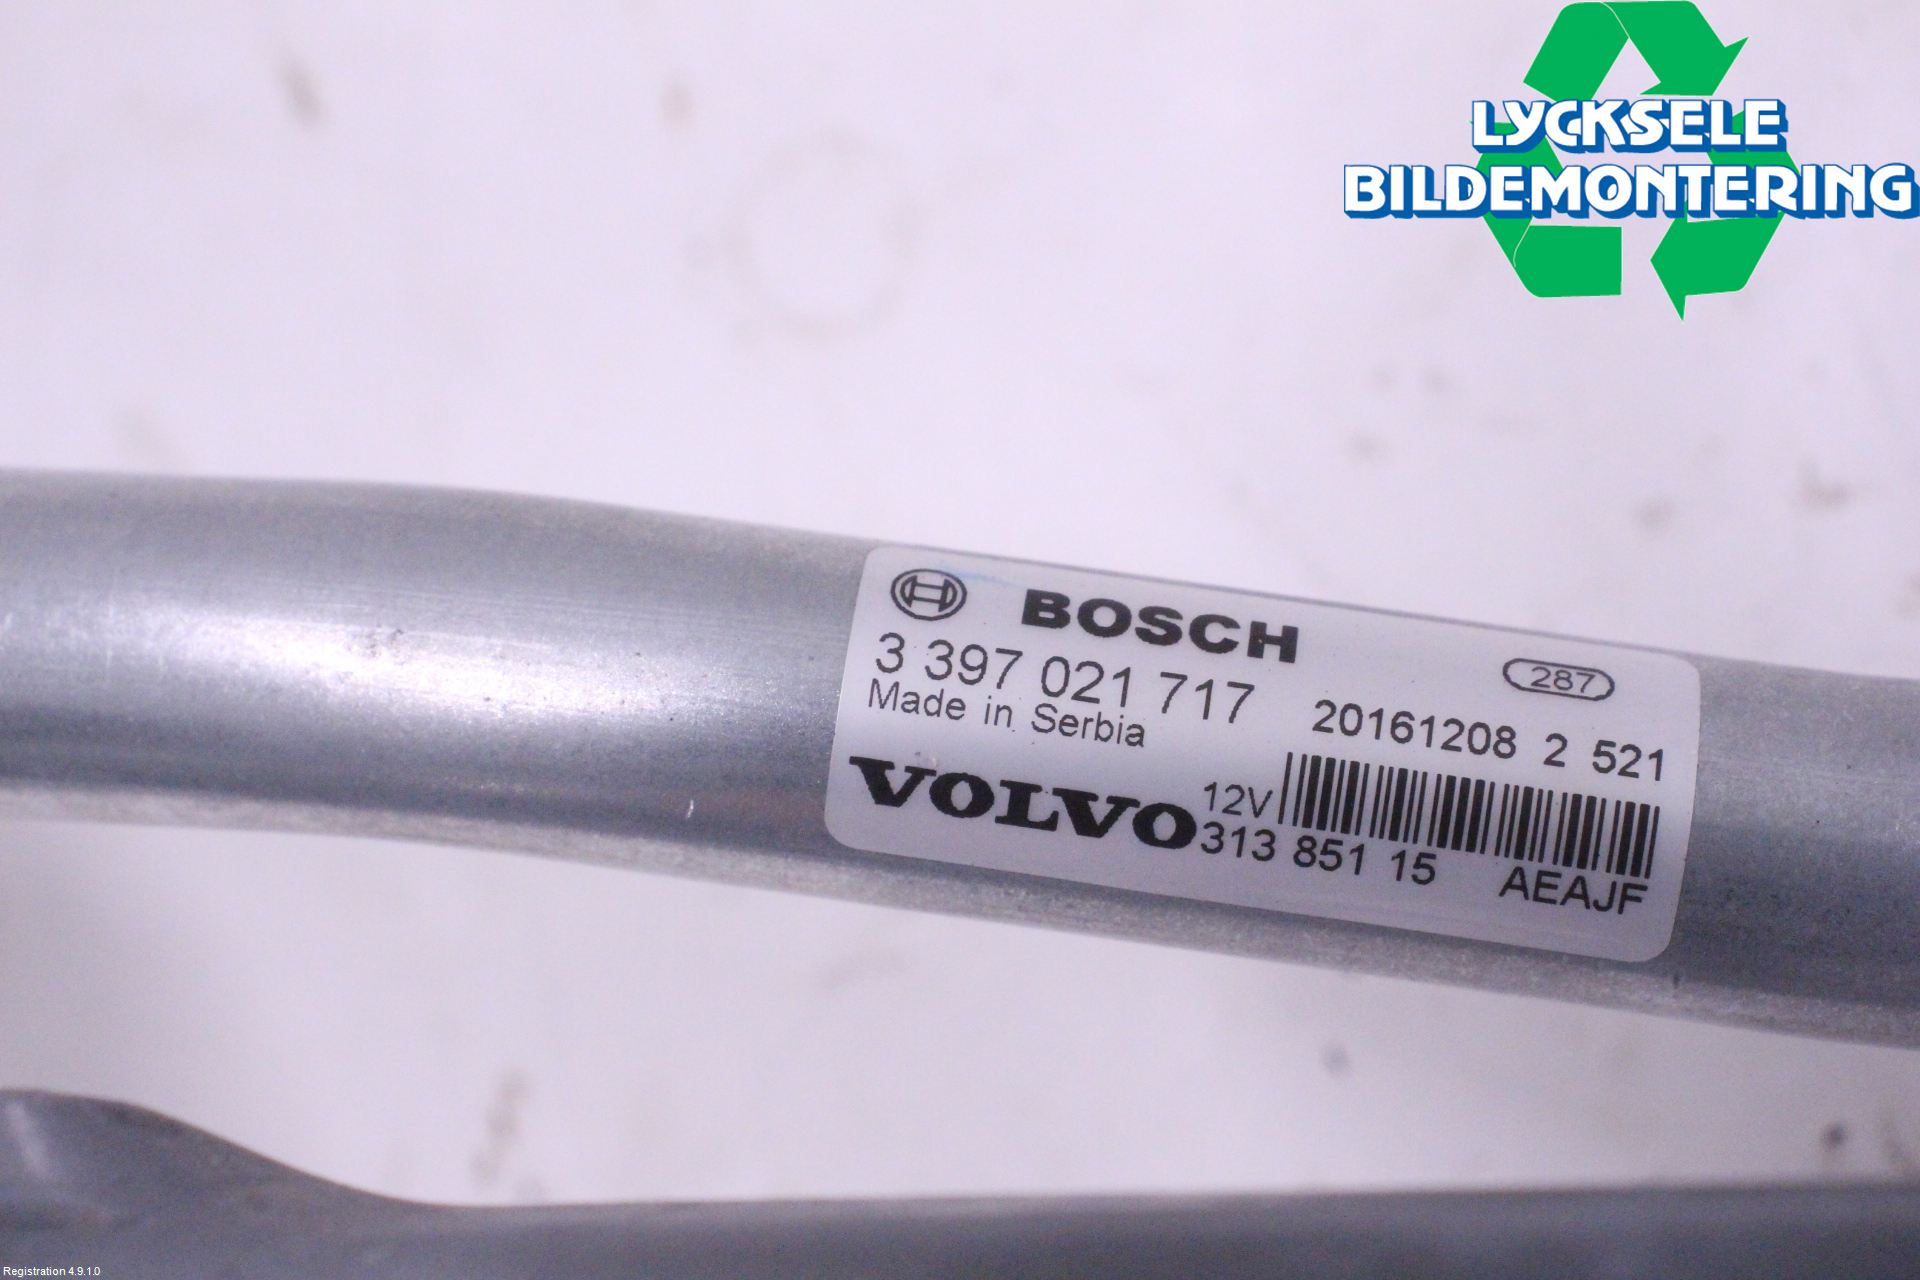 LYCKSELE
BILDEMONTERING
BOSCH
3 397 021 717
287
Made in Serbia
20161208 2 521
VOLVO
12V
313 851 15
AEAJF
Registration 4.9.1.0